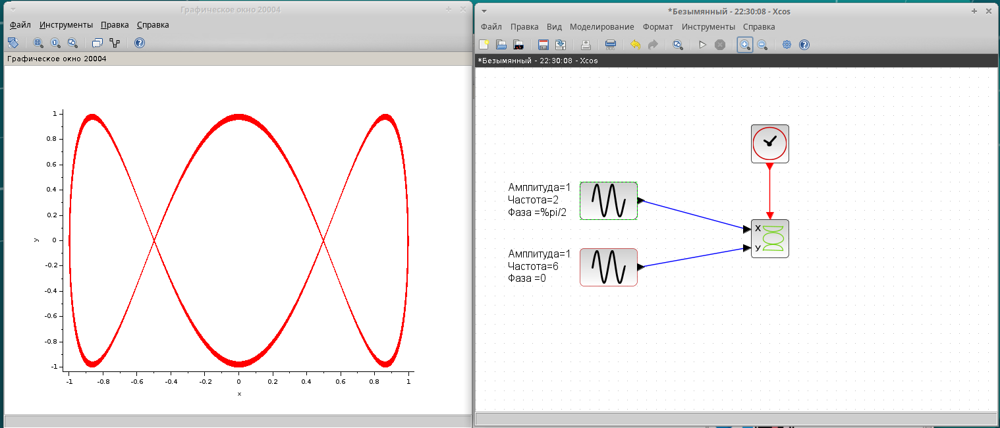 Графическое окно 20004
Файл Инструменты Правка Справка
Графическое окно 20004
1
0.8
0.6
0.4
0.2
0
-0.2
-0.4
-0.6
-0.8
-1
y
-1 -0.8 -0.6 -0.4 -0.2 0 0.2 0.4 0.6 0.8 1
x
*Безымянный - 22:30:08 - Xcos
Файл Правка Вид Моделирование Формат Инструменты Справка
*Безымянный - 22:30:08 - Xcos
Амплитуда=1
Частота=2
Фаза =%pi/2
Амплитуда=1
Частота=6
Фаза =0
X
y